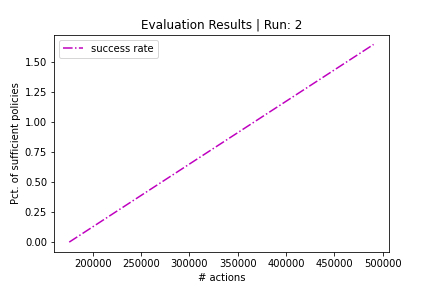 Evaluation Results | Run: 2
success rate
Pct. of sufficient policies
1.50
1.25
1.00
0.75
0.50
0.25
0.00
200000 250000 300000 350000 400000 450000 500000
# actions